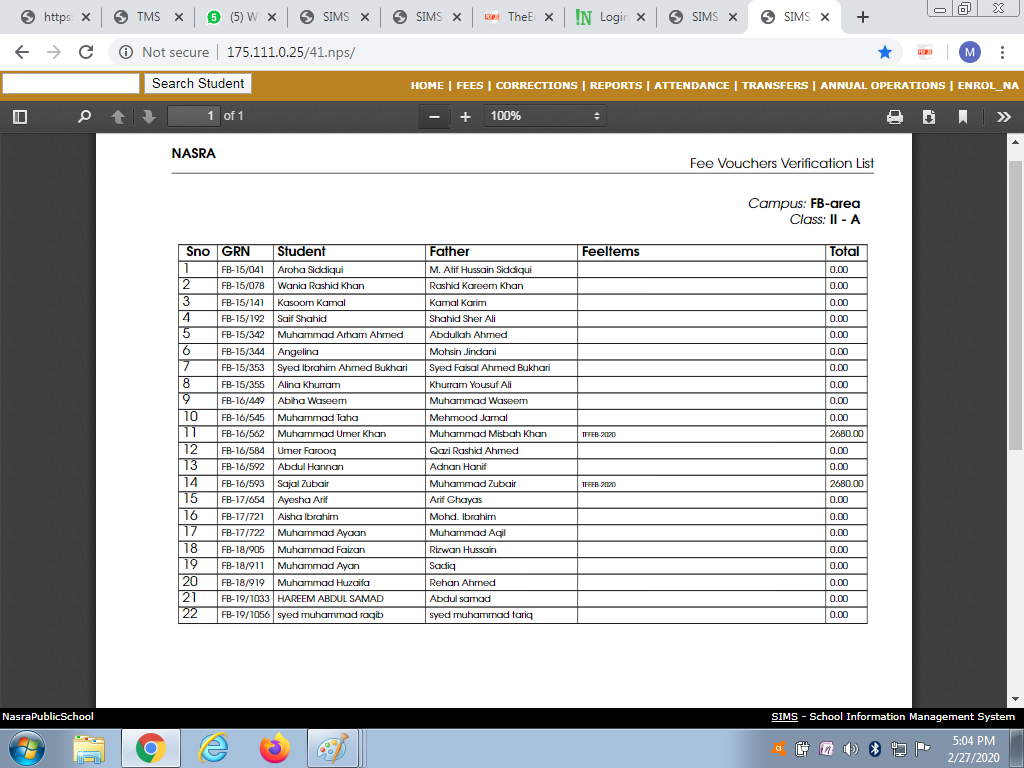 https TMS (5) W SIMS SIMS TheE Login SIMS SIMS
Not secure 175.111.0.25/41.nps/ M
Search Student HOME | FEES | CORRECTIONS | REPORTS | ATTENDANCE | TRANSFERS | ANNUAL OPERATIONS | ENROL_NA
1 of 1 100%
NASRA
Fee Vouchers Verification List
Campus: FB-area
Class: II - A
Sno GRN Student Father FeeItems Total
1 FB-15/041 Aroha Siddiqui M. Atif Hussain Siddiqui 0.00
2 FB-15/078 Wania Rashid Khan Rashid Kareem Khan 0.00
3 FB-15/141 Kasoom Kamal Kamal Karim 0.00
4 FB-15/192 Saif Shahid Shahid Sher Ali 0.00
5 FB-15/342 Muhammad Arham Ahmed Abdullah Ahmed 0.00
6 FB-15/344 Angelina Mohsin Jindani 0.00
7 FB-15/353 Syed Ibrahim Ahmed Bukhari Syed Faisal Ahmed Bukhari 0.00
8 FB-15/355 Alina Khurram Khurram Yousuf Ali 0.00
9 FB-16/449 Abiha Waseem Muhammad Waseem 0.00
10 FB-16/545 Muhammad Taha Mehmood Jamal 0.00
11 FB-16/562 Muhammad Umer Khan Muhammad Misbah Khan TFFEB-2020 2680.00
12 FB-16/584 Umer Farooq Qazi Rashid Ahmed 0.00
13 FB-16/592 Abdul Hannan Adnan Hanif 0.00
14 FB-16/593 Sajal Zubair Muhammad Zubair TFFEB-2020 2680.00
15 FB-17/654 Ayesha Arif Arif Ghayas 0.00
16 FB-17/721 Aisha Ibrahim Mohd. Ibrahim 0.00
17 FB-17/722 Muhammad Ayaan Muhammad Aqil 0.00
18 FB-18/905 Muhammad Faizan Rizwan Hussain 0.00
19 FB-18/911 Muhammad Ayan Sadiq 0.00
20 FB-18/919 Muhammad Huzaifa Rehan Ahmed 0.00
21 FB-19/1033 HAREEM ABDUL SAMAD Abdul samad 0.00
22 FB-19/1056 syed muhammad raqib syed muhammad tariq 0.00
NasraPublicSchool SIMS - School Information Management System
5:04 PM
2/27/2020